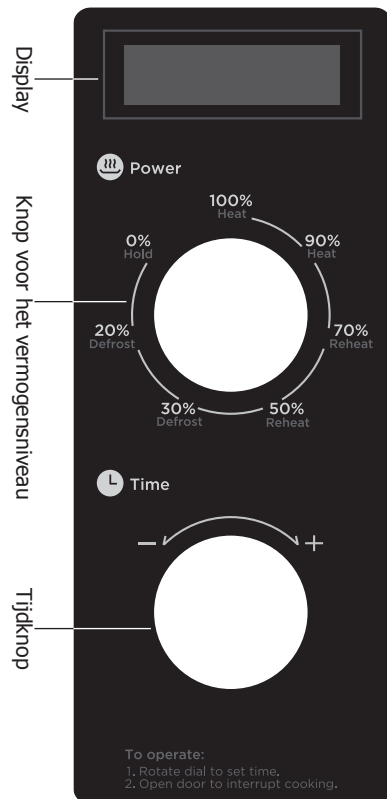 Display
Power
100%
Heat
90%
Heat
0%
Hold
70%
Reheat
20%
Defrost
50%
Reheat
30%
Defrost
Knop voor het vermogensniveau
Time
− +
Tijdknop
To operate:
1. Rotate dial to set time.
2. Open door to interrupt cooking.